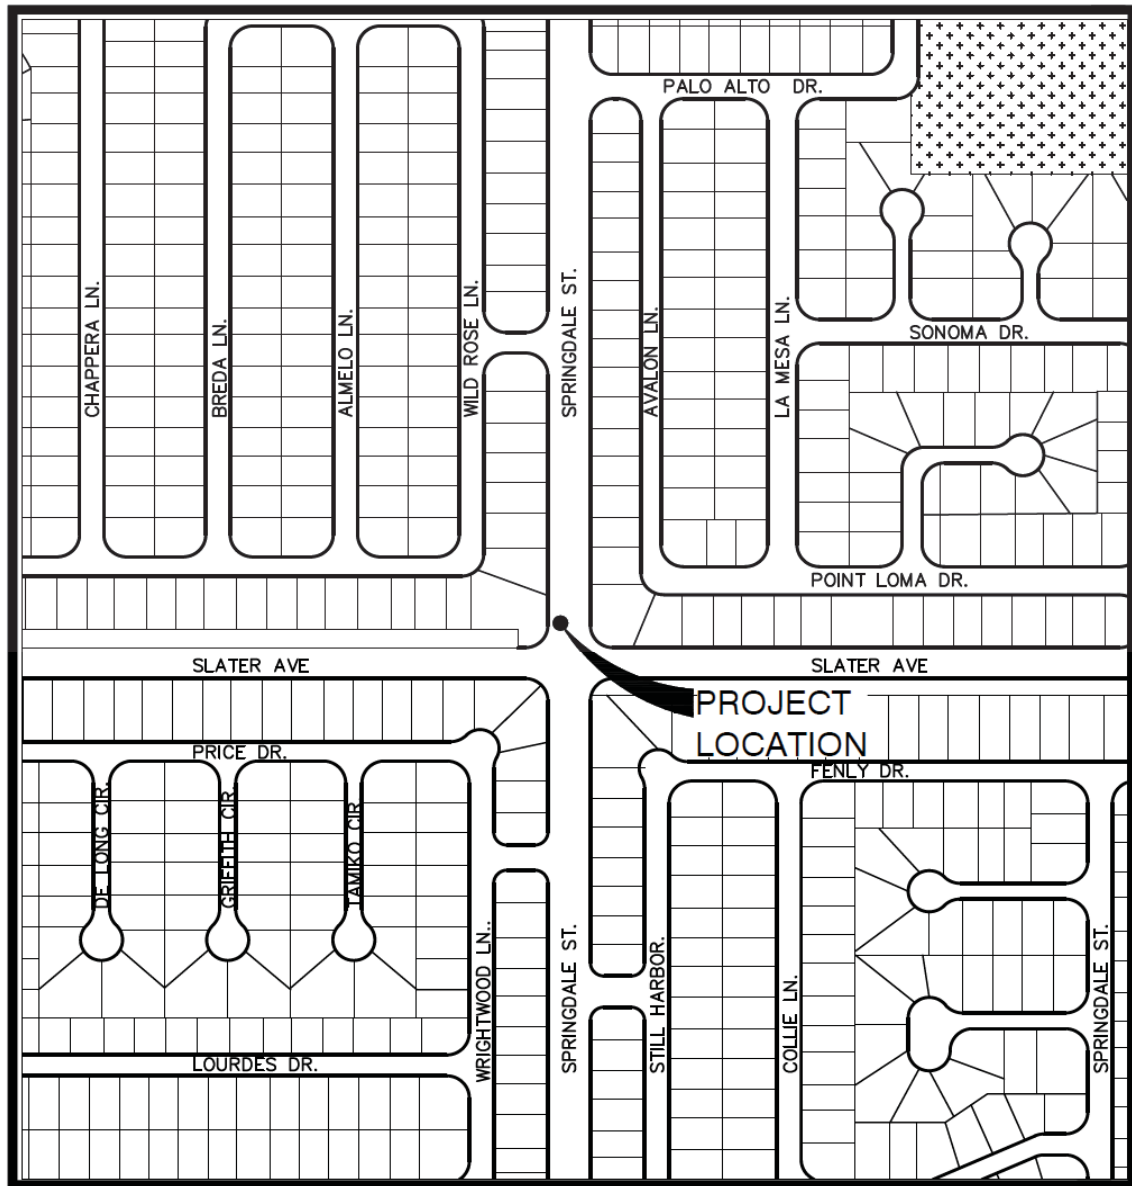 PALO ALTO DR.
CHAPPERA LN.
BREDA LN.
ALMELO LN.
WILD ROSE LN.
SPRINGDALE ST.
AVALON LN.
LA MESA LN.
SONOMA DR.
POINT LOMA DR.
SLATER AVE
SLATER AVE
PROJECT
LOCATION
PRICE DR.
FENLY DR.
DE LONG CIR.
GRIFFITH CIR.
TAMIKO CIR
WRIGHTWOOD LN..
SPRINGDALE ST.
STILL HARBOR.
COLLIE LN.
SPRINGDALE ST.
LOURDES DR.